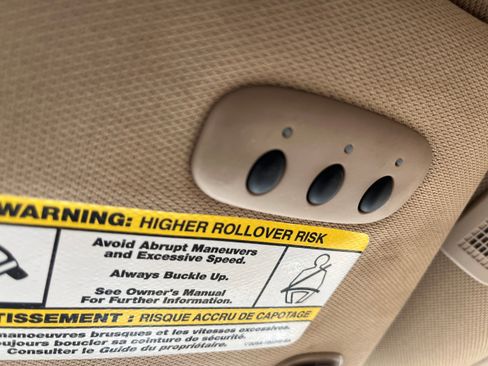 WARNING: HIGHER ROLLOVER RISK
Avoid Abrupt Maneuvers
and Excessive Speed.
Always Buckle Up.
See Owner's Manual
For Further Information.
TISSEMENT : RISQUE ACCRU DE CAPOTAGE
manoeuvres brusques et les vitesses excessives.
oujours boucler sa ceinture de sécurité.
Consulter le Guide du propriétaire.